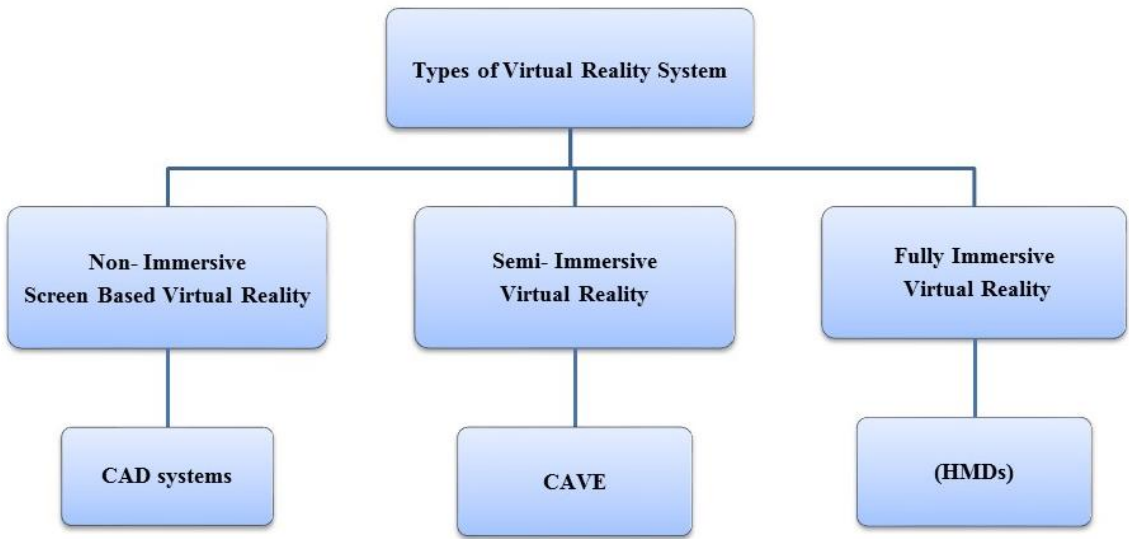 Types of Virtual Reality System
Non- Immersive
Screen Based Virtual Reality
Semi- Immersive
Virtual Reality
Fully Immersive
Virtual Reality
CAD systems
CAVE
(HMDs)